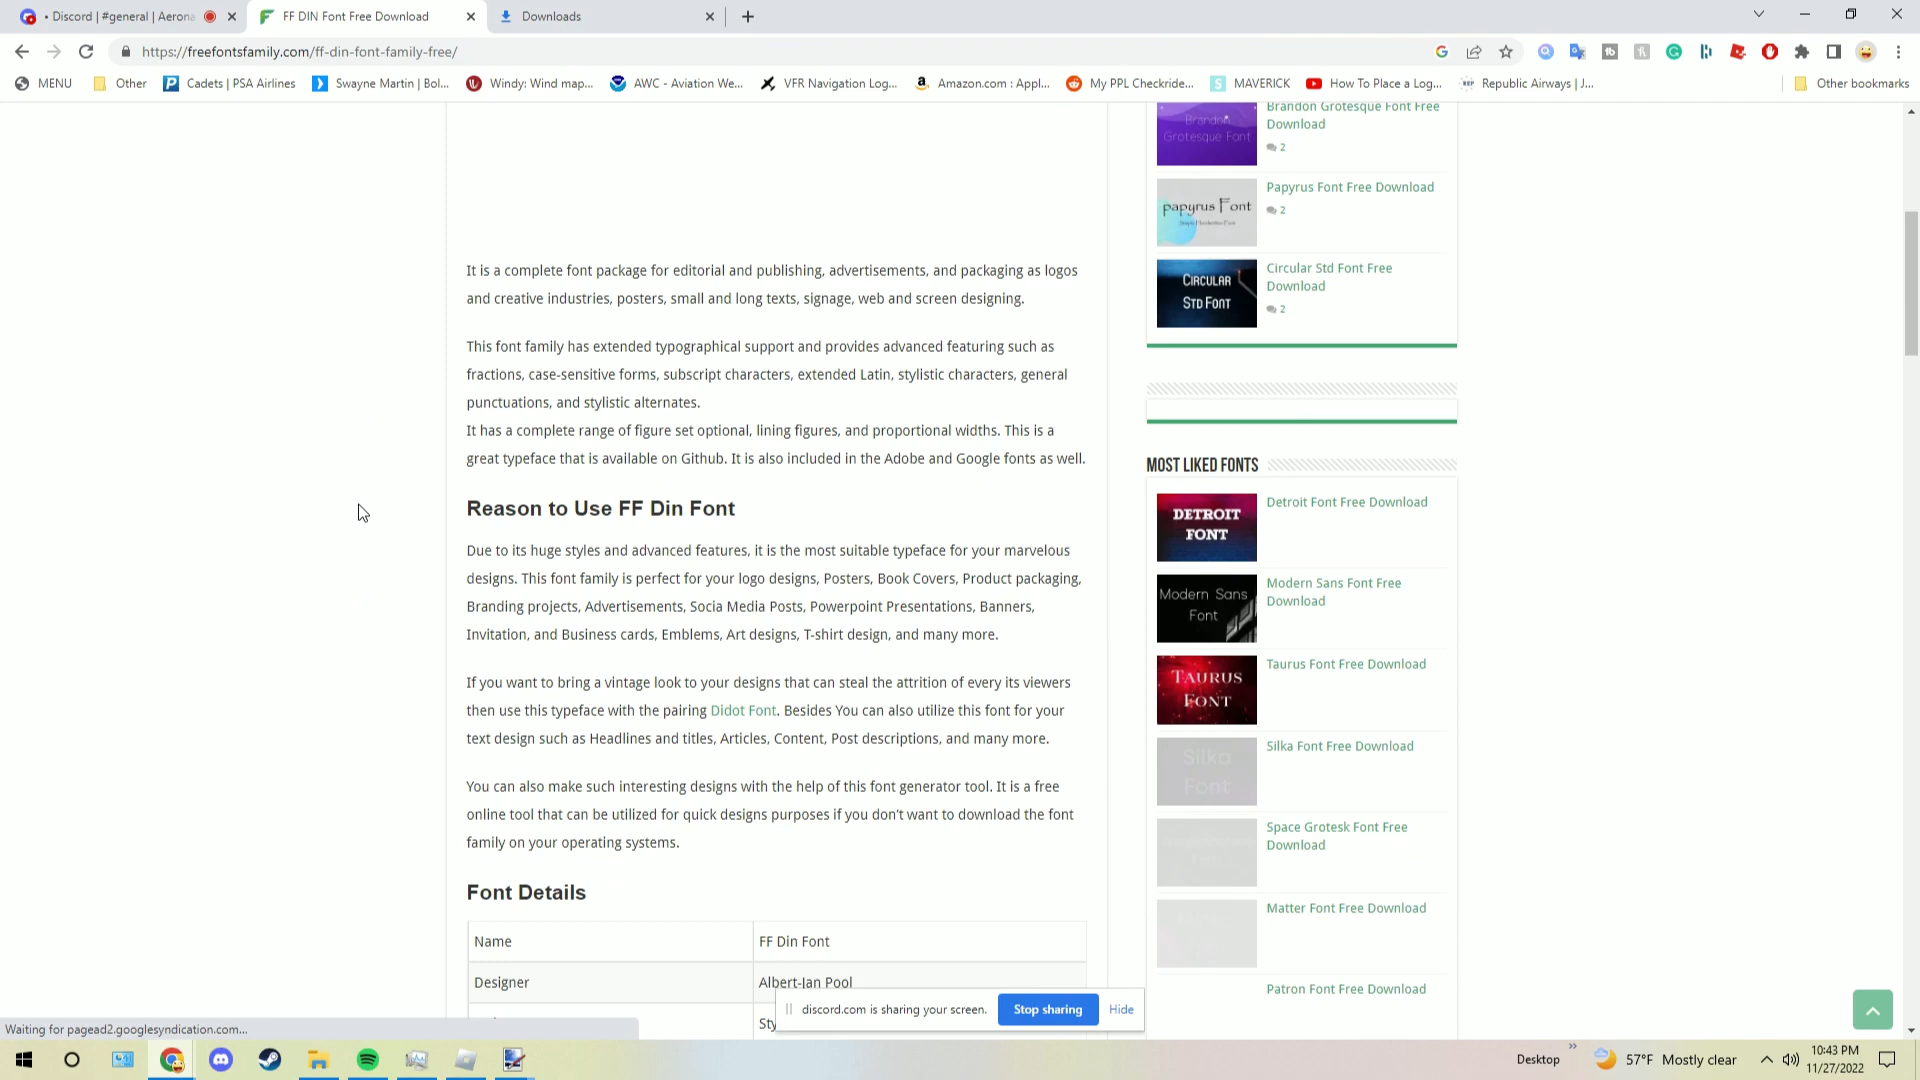 • Discord | #general | Aerona
FF DIN Font Free Download
Downloads
https://freefontsfamily.com/ff-din-font-family-free/
MENU
Other
Cadets | PSA Airlines
Swayne Martin | Bol...
Windy: Wind map...
AWC - Aviation We...
VFR Navigation Log...
Amazon.com : Appl...
My PPL Checkride...
MAVERICK
How To Place a Log...
Republic Airways | J...
Other bookmarks
It is a complete font package for editorial and publishing, advertisements, and packaging as logos
and creative industries, posters, small and long texts, signage, web and screen designing.
This font family has extended typographical support and provides advanced featuring such as
fractions, case-sensitive forms, subscript characters, extended Latin, stylistic characters, general
punctuations, and stylistic alternates.
It has a complete range of figure set optional, lining figures, and proportional widths. This is a
great typeface that is available on Github. It is also included in the Adobe and Google fonts as well.
Reason to Use FF Din Font
Due to its huge styles and advanced features, it is the most suitable typeface for your marvelous
designs. This font family is perfect for your logo designs, Posters, Book Covers, Product packaging,
Branding projects, Advertisements, Socia Media Posts, Powerpoint Presentations, Banners,
Invitation, and Business cards, Emblems, Art designs, T-shirt design, and many more.
If you want to bring a vintage look to your designs that can steal the attrition of every its viewers
then use this typeface with the pairing Didot Font. Besides You can also utilize this font for your
text design such as Headlines and titles, Articles, Content, Post descriptions, and many more.
You can also make such interesting designs with the help of this font generator tool. It is a free
online tool that can be utilized for quick designs purposes if you don't want to download the font
family on your operating systems.
Font Details
Name
FF Din Font
Designer
Albert-Jan Pool
Sty
Brandon
Grotesque Font
Brandon Grotesque Font Free
Download
2
papyrus Font
Papyrus Font Free Download
2
Circular
Std Font
Circular Std Font Free
Download
2
MOST LIKED FONTS
DETROIT
FONT
Detroit Font Free Download
Modern Sans
Font
Modern Sans Font Free
Download
Taurus
Font
Taurus Font Free Download
Silka
Font
Silka Font Free Download
Space Grotesk Font Free
Download
Matter Font Free Download
Patron Font Free Download
discord.com is sharing your screen.
Stop sharing
Hide
Waiting for pagead2.googlesyndication.com...
Desktop
57°F Mostly clear
10:43 PM
11/27/2022